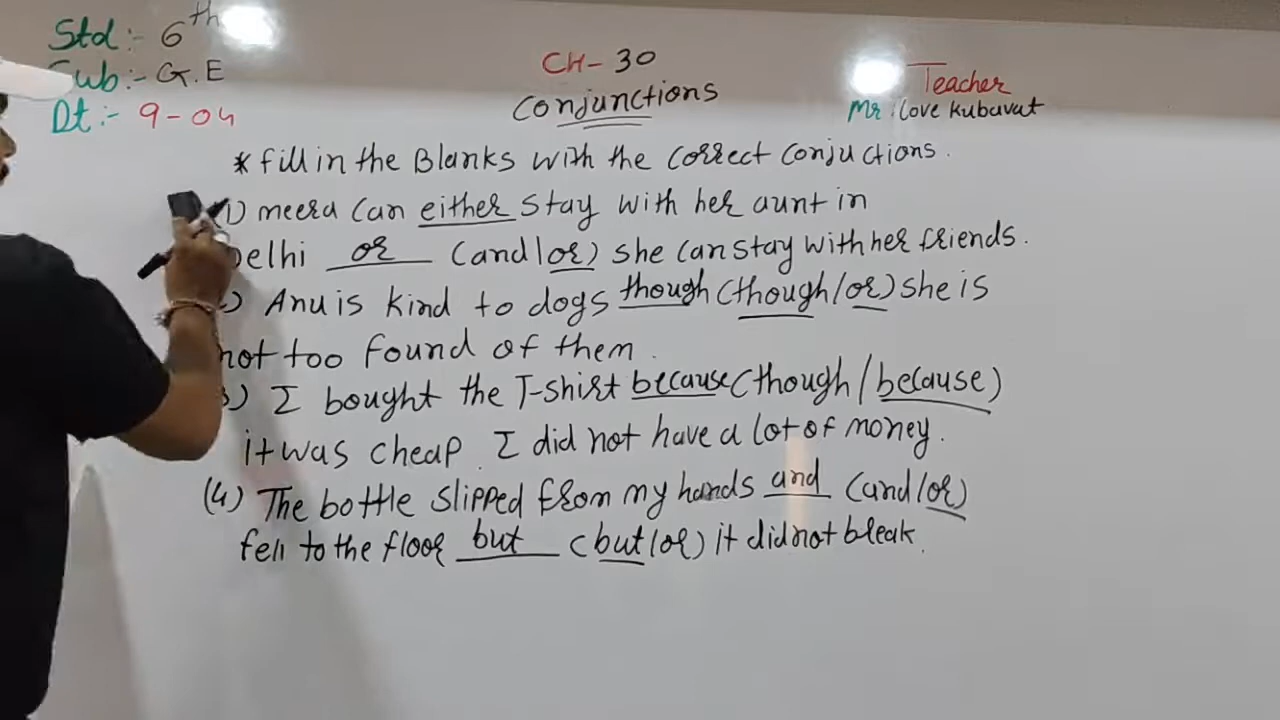 Std :- 6th
Sub :- G.E
Dt :- 9-04
CH- 30
Conjunctions
Teacher
Mr : love Kubavat
* fill in the Blanks with the correct conjuctions.
(1) meera can either stay with her aunt in
elhi or (and/or) she can stay with her friends.
) Anu is kind to dogs though (though/or) she is
not too found of them.
) I bought the T-shirt because (though/because)
it was cheap. I did not have a lot of money.
(4) The bottle slipped from my hands and (and/or)
fell to the floor but (but/or) it did not break.